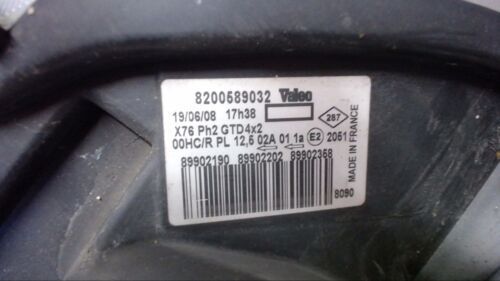 8200589032 Valeo
19/06/08 17h38 287
X76 Ph2 GTD4x2
00HC/R PL 12,5 02A 01 1a E2 2051
89902190 89902202 89902358
8090
MADE IN FRANCE